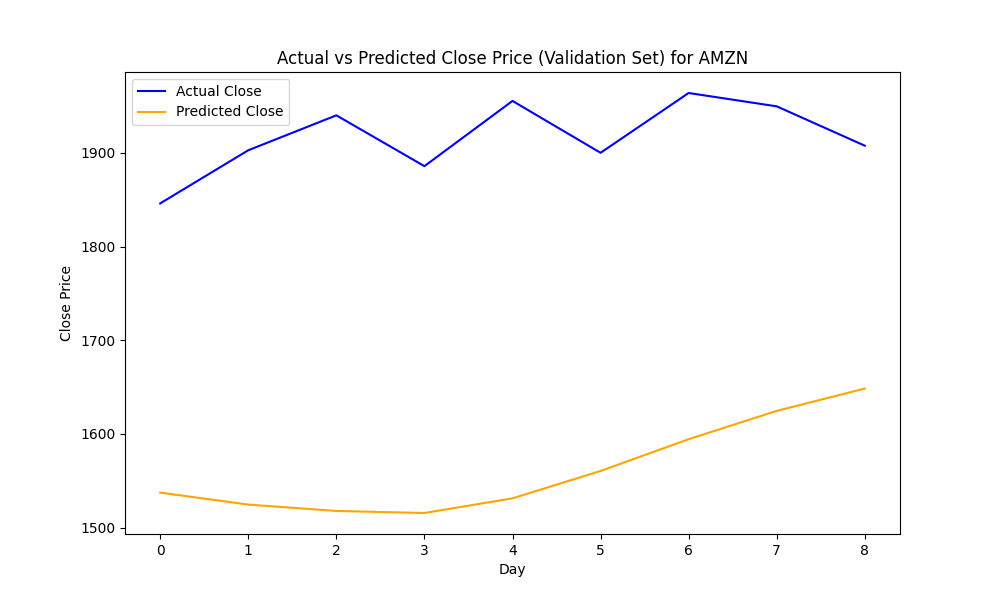 Actual vs Predicted Close Price (Validation Set) for AMZN
Actual Close
Predicted Close
1900
1800
1700
1600
1500
Close Price
0 1 2 3 4 5 6 7 8
Day